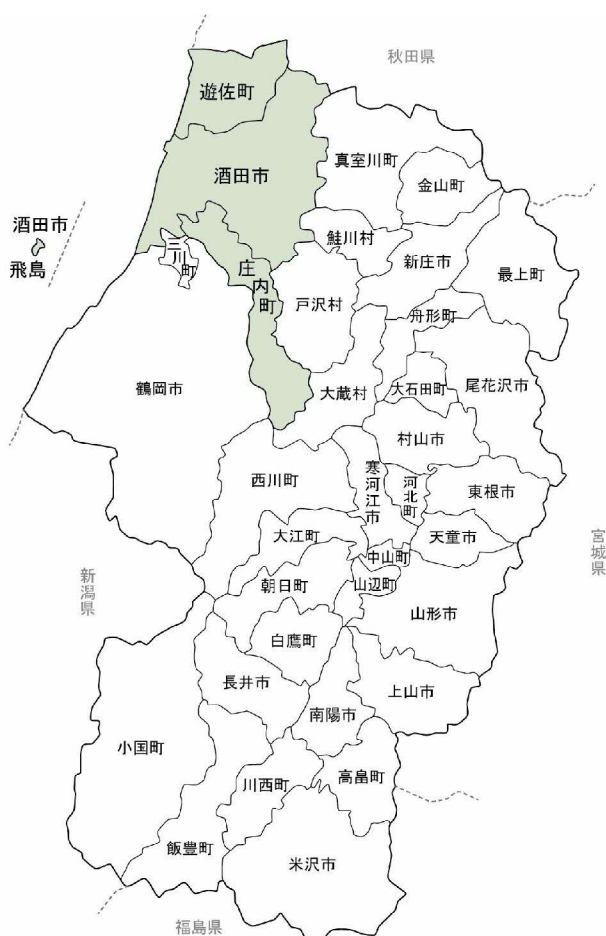 秋田県
遊佐町
真室川町
酒田市
金山町
酒田市
飛島
鮭川村
三川町
新庄市
庄内町
最上町
戸沢村
舟形町
鶴岡市
大蔵村
大石田町
尾花沢市
村山市
西川町
寒河江市
河北町
東根市
大江町
天童市
宮城県
中山町
新潟県
朝日町
山辺町
山形市
白鷹町
長井市
上山市
南陽市
小国町
川西町
高畠町
飯豊町
米沢市
福島県